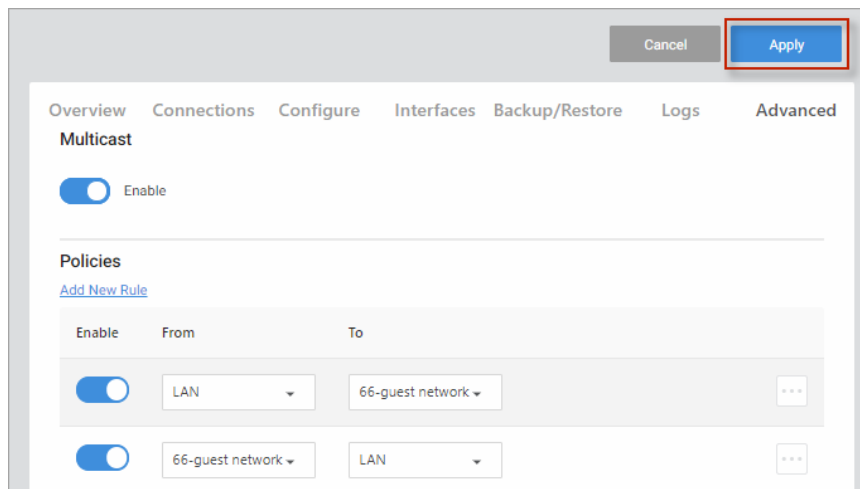 Cancel Apply
Overview Connections Configure Interfaces Backup/Restore Logs Advanced
Multicast
Enable
Policies
Add New Rule
Enable From To
LAN 66-guest network
66-guest network LAN